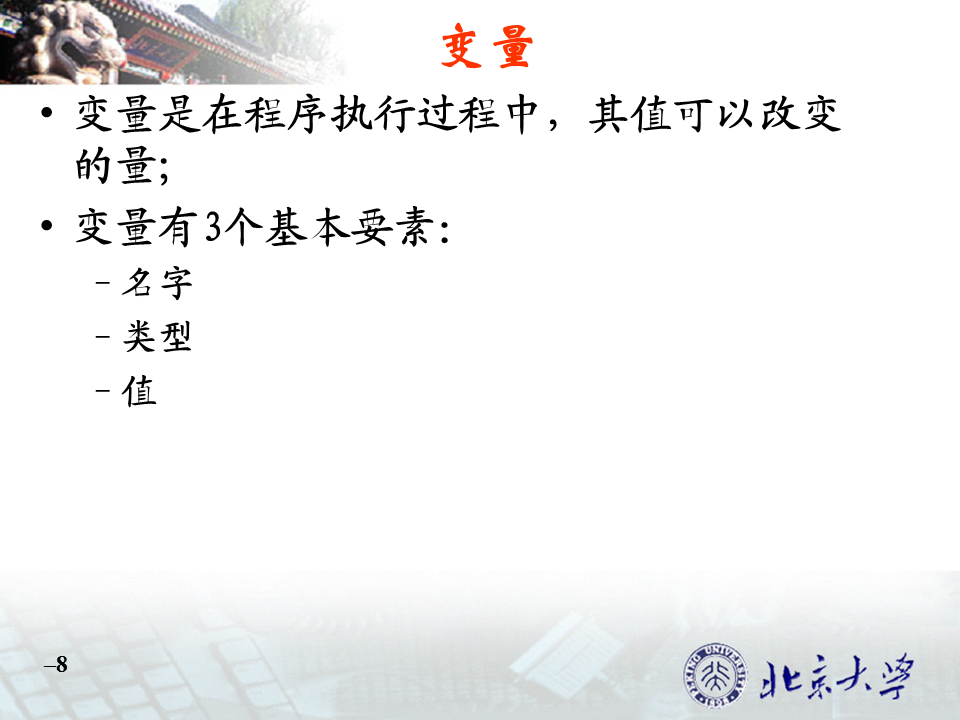 变量
• 变量是在程序执行过程中，其值可以改变
的量;
• 变量有3个基本要素:
– 名字
– 类型
– 值
–8
PEKING UNIVERSITY
1898
北京大学